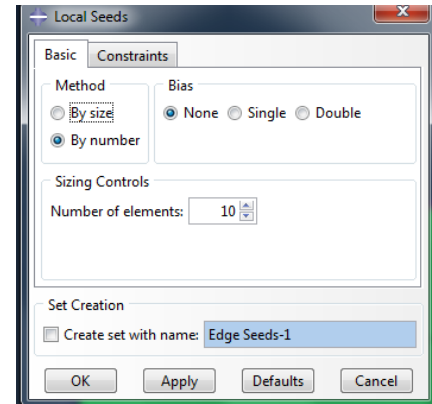 Local Seeds
Basic Constraints
Method Bias
By size None Single Double
By number
Sizing Controls
Number of elements: 10
Set Creation
Create set with name: Edge Seeds-1
OK Apply Defaults Cancel